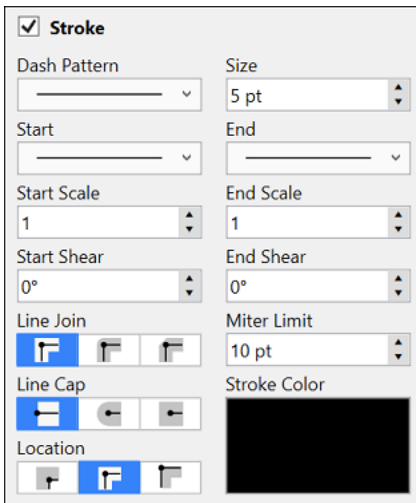 Stroke
Dash Pattern Size
5 pt
Start End
Start Scale End Scale
1 1
Start Shear End Shear
0° 0°
Line Join Miter Limit
10 pt
Line Cap Stroke Color
Location